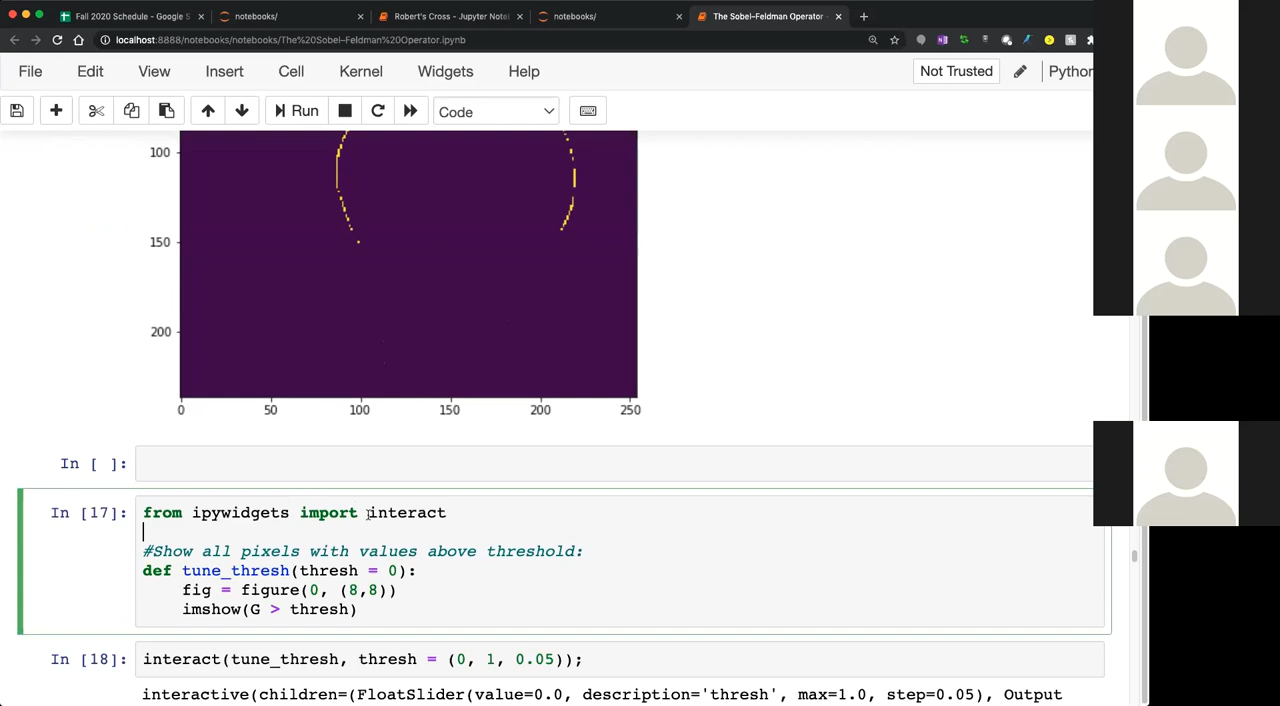 Fall 2020 Schedule - Google S
notebooks/
Robert's Cross - Jupyter Note
notebooks/
The Sobel–Feldman Operator -
localhost:8888/notebooks/notebooks/The%20Sobel–Feldman%20Operator.ipynb
File Edit View Insert Cell Kernel Widgets Help Not Trusted Python
Run Code
100
150
200
0 50 100 150 200 250
In [ ]:
In [17]: from ipywidgets import interact
#Show all pixels with values above threshold:
def tune_thresh(thresh = 0):
fig = figure(0, (8,8))
imshow(G > thresh)
In [18]: interact(tune_thresh, thresh = (0, 1, 0.05));
interactive(children=(FloatSlider(value=0.0, description='thresh', max=1.0, step=0.05), Output